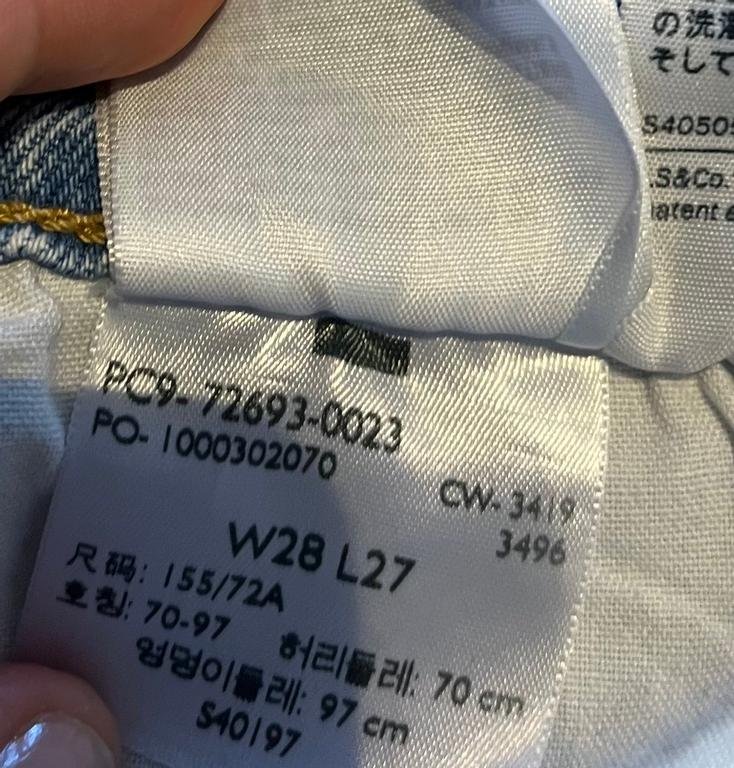 の洗濯
そして
S4050
.S&Co.
atent
PC9- 72693-0023
PO- 1000302070
CW- 3419
3496
W28 L27
尺码: 155/72A
호칭: 70-97
허리둘레: 70 cm
엉덩이둘레: 97 cm
S40197